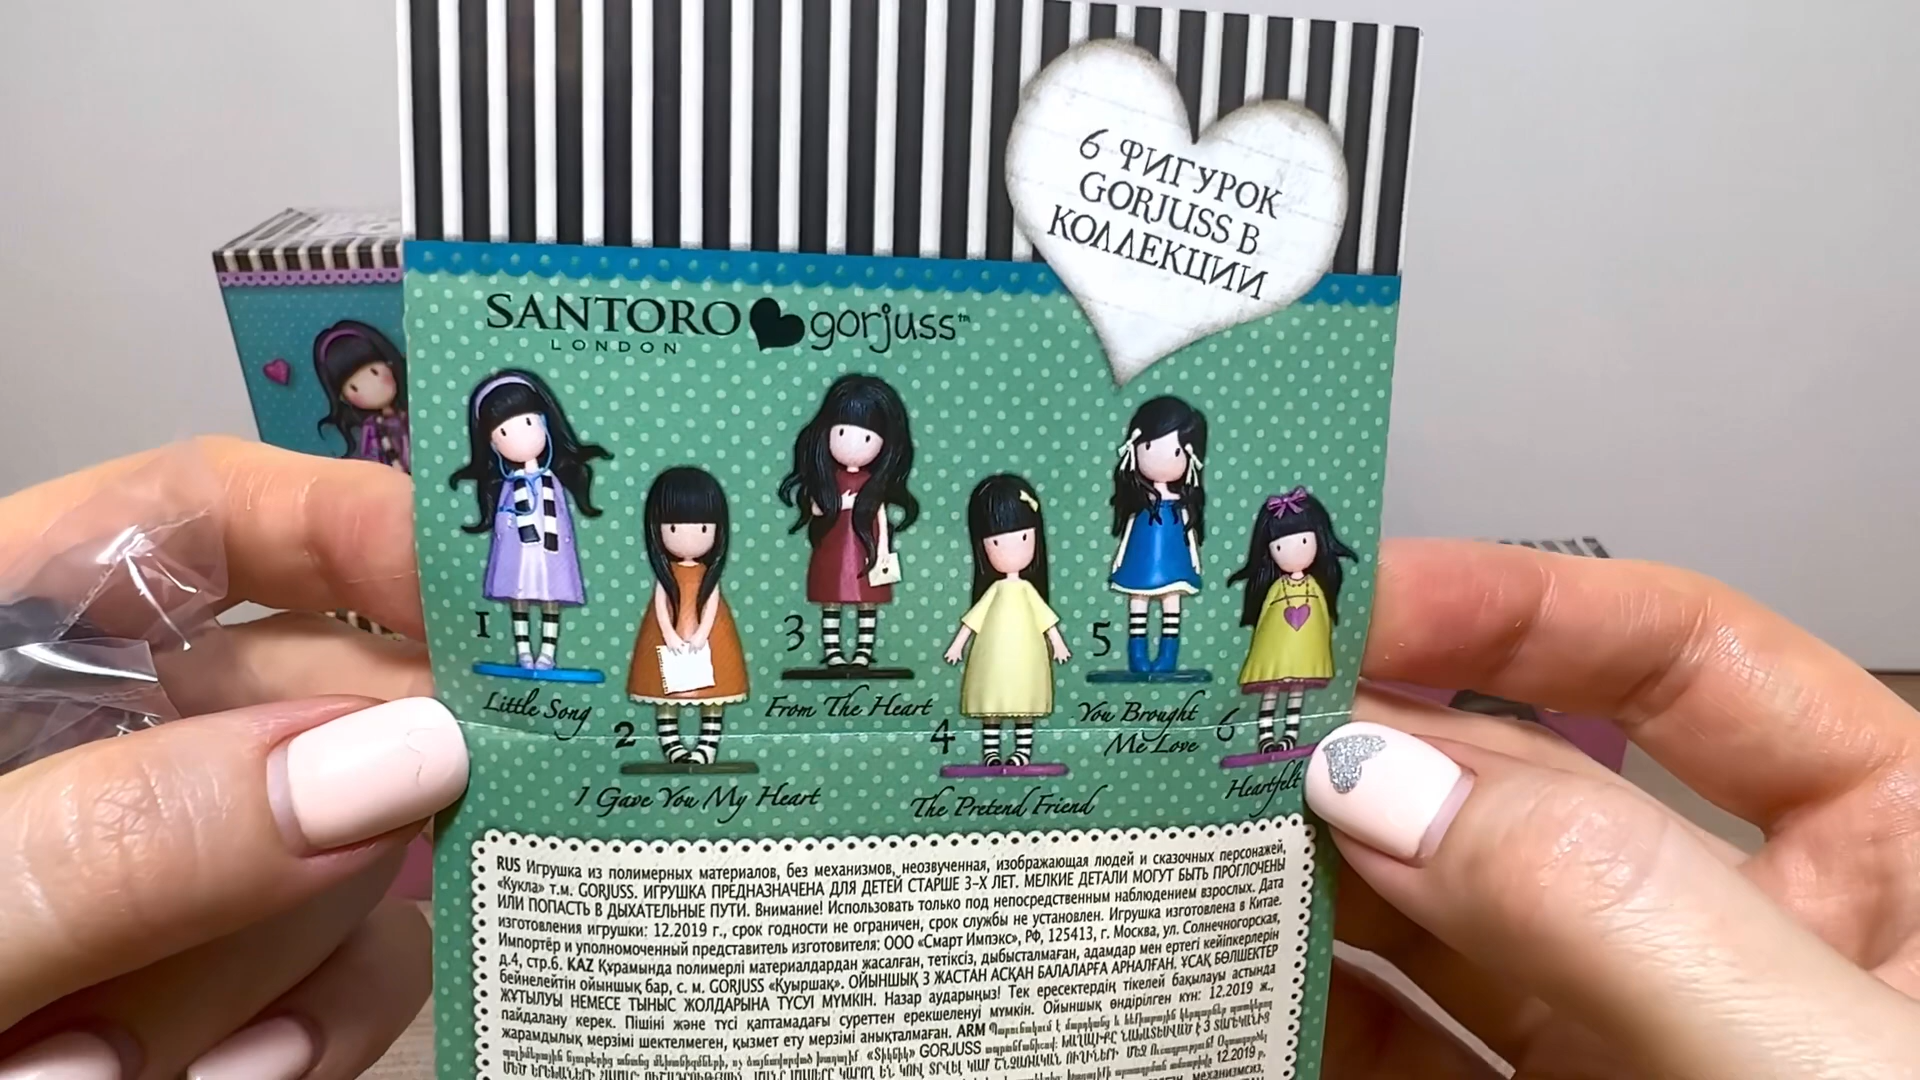 6 ФИГУРОК
GORJUSS В
КОЛЛЕКЦИИ
SANTORO gorjuss™
LONDON
1
Little Song
2
I Gave You My Heart
3
From The Heart
4
The Pretend Friend
5
You Brought
Me Love
6
Heartfelt
RUS Игрушка из полимерных материалов, без механизмов, неозвученная, изображающая людей и сказочных персонажей,
«Кукла» т.м. GORJUSS. ИГРУШКА ПРЕДНАЗНАЧЕНА ДЛЯ ДЕТЕЙ СТАРШЕ 3-Х ЛЕТ. МЕЛКИЕ ДЕТАЛИ МОГУТ БЫТЬ ПРОГЛОЧЕНЫ
ИЛИ ПОПАСТЬ В ДЫХАТЕЛЬНЫЕ ПУТИ. Внимание! Использовать только под непосредственным наблюдением взрослых. Дата
изготовления игрушки: 12.2019 г., срок годности не ограничен, срок службы не установлен. Игрушка изготовлена в Китае.
Импортёр и уполномоченный представитель изготовителя: ООО «Смарт Импэкс», РФ, 125413, г. Москва, ул. Солнечногорская,
д.4, стр.6. KAZ Құрамында полимерлі материалдардан жасалған, тетіксіз, дыбысталмаған, адамдар мен ертегі кейіпкерлерін
бейнелейтін ойыншық бар, с. м. GORJUSS «Қуыршақ». ОЙЫНШЫҚ 3 ЖАСТАН АСҚАН БАЛАЛАРҒА АРНАЛҒАН. ҰСАҚ БӨЛШЕКТЕР
ЖҰТЫЛУЫ НЕМЕСЕ ТЫНЫС ЖОЛДАРЫНА ТҮСУІ МҮМКІН. Назар аударыңыз! Тек ересектердің тікелей бақылауы астында
пайдалану керек. Пішіні және түсі қаптамадағы суреттен ерекшеленуі мүмкін. Ойыншық өндірілген күн: 12.2019 ж.,
жарамдылық мерзімі шектелмеген, қызмет ету мерзімі анықталмаған. ARM
GORJUSS
12.2019